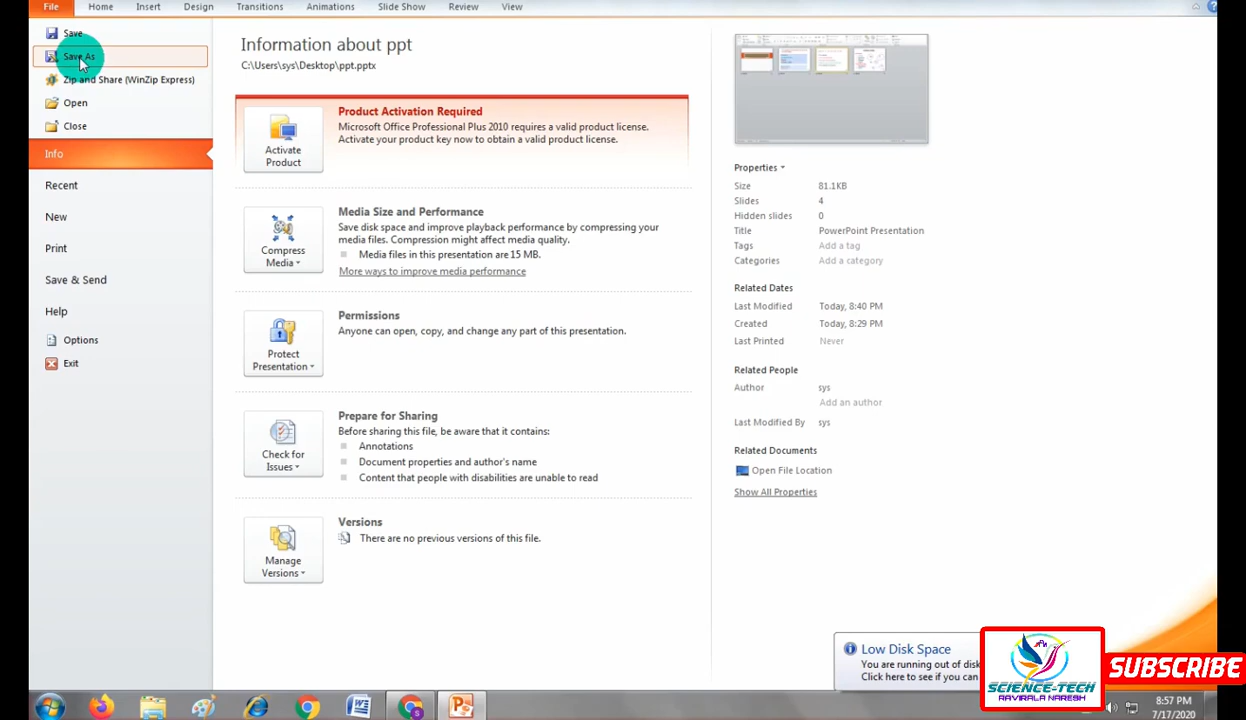 File Home Insert Design Transitions Animations Slide Show Review View
Save
Save As
Zip and Share (WinZip Express)
Open
Close
Info
Recent
New
Print
Save & Send
Help
Options
Exit
Information about ppt
C:\Users\sys\Desktop\ppt.pptx
Activate
Product
Product Activation Required
Microsoft Office Professional Plus 2010 requires a valid product license.
Activate your product key now to obtain a valid product license.
Compress
Media
Media Size and Performance
Save disk space and improve playback performance by compressing your
media files. Compression might affect media quality.
Media files in this presentation are 15 MB.
More ways to improve media performance
Protect
Presentation
Permissions
Anyone can open, copy, and change any part of this presentation.
Check for
Issues
Prepare for Sharing
Before sharing this file, be aware that it contains:
Annotations
Document properties and author's name
Content that people with disabilities are unable to read
Manage
Versions
Versions
There are no previous versions of this file.
Properties
Size 81.1KB
Slides 4
Hidden slides 0
Title PowerPoint Presentation
Tags Add a tag
Categories Add a category
Related Dates
Last Modified Today, 8:40 PM
Created Today, 8:29 PM
Last Printed Never
Related People
Author sys
Add an author
Last Modified By sys
Related Documents
Open File Location
Show All Properties
Low Disk Space
You are running out of disk
Click here to see if you can
SCIENCE-TECH
RAVIRALA NARESH
SUBSCRIBE
8:57 PM
7/17/2020